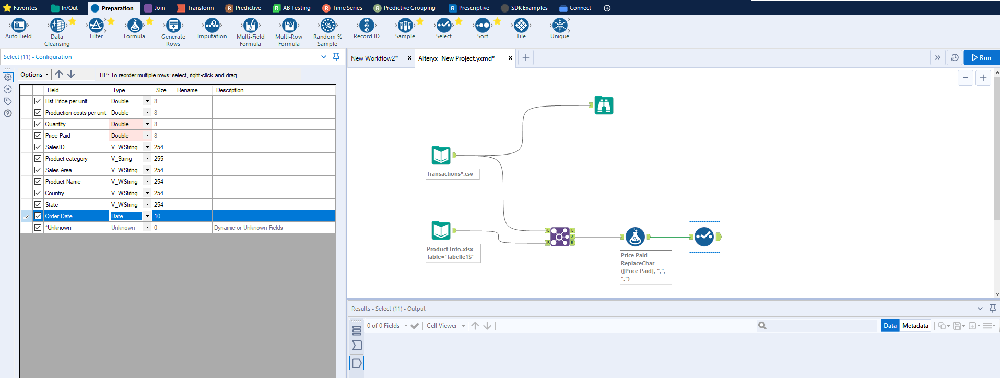 Favorites In/Out Preparation Join Transform Predictive AB Testing Time Series Predictive Grouping Prescriptive SDK Examples Connect
Auto Field Data Cleansing Filter Formula Generate Rows Imputation Multi-Field Formula Multi-Row Formula Random % Sample Record ID Sample Select Sort Tile Unique
Select (11) - Configuration
Options TIP: To reorder multiple rows: select, right-click and drag.
Field Type Size Rename Description
List Price per unit Double 8
Production costs per unit Double 8
Quantity Double 8
Price Paid Double 8
SalesID V_WString 254
Product category V_String 255
Sales Area V_WString 254
Product Name V_WString 254
Country V_WString 254
State V_WString 254
Order Date Date 10
*Unknown Unknown 0 Dynamic or Unknown Fields
New Workflow2* Alteryx New Project.yxmd* Run
Transactions*.csv
Product Info.xlsx
Table=`Tabelle1$`
L L
J
R R
Price Paid =
ReplaceChar
([Price Paid], ",",
".")
Results - Select (11) - Output
0 of 0 Fields Cell Viewer Data Metadata